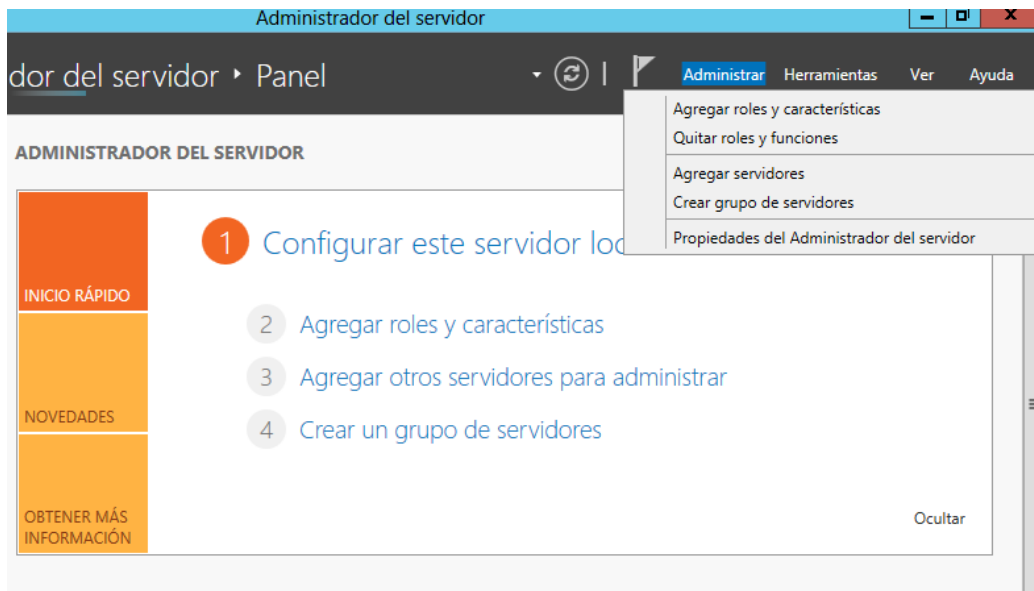 Administrador del servidor
dor del servidor ‣ Panel
Administrar Herramientas Ver Ayuda
Agregar roles y características
Quitar roles y funciones
Agregar servidores
Crear grupo de servidores
Propiedades del Administrador del servidor
ADMINISTRADOR DEL SERVIDOR
INICIO RÁPIDO
NOVEDADES
OBTENER MÁS
INFORMACIÓN
1 Configurar este servidor loc
2 Agregar roles y características
3 Agregar otros servidores para administrar
4 Crear un grupo de servidores
Ocultar